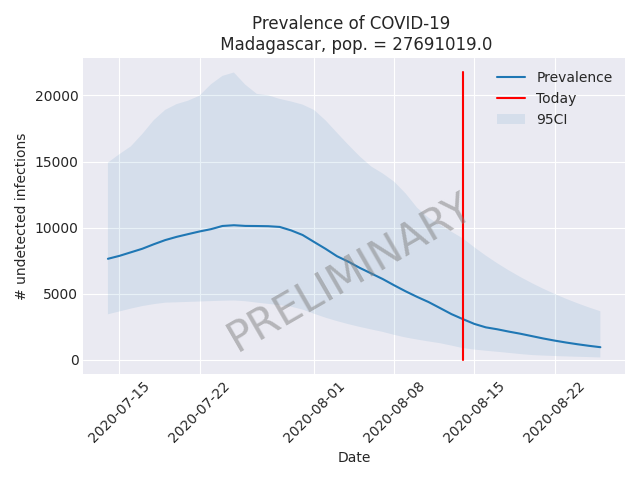 Prevalence of COVID-19
Madagascar, pop. = 27691019.0
Prevalence
Today
95CI
20000
15000
10000
5000
0
# undetected infections
PRELIMINARY
2020-07-15
2020-07-22
2020-08-01
2020-08-08
2020-08-15
2020-08-22
Date